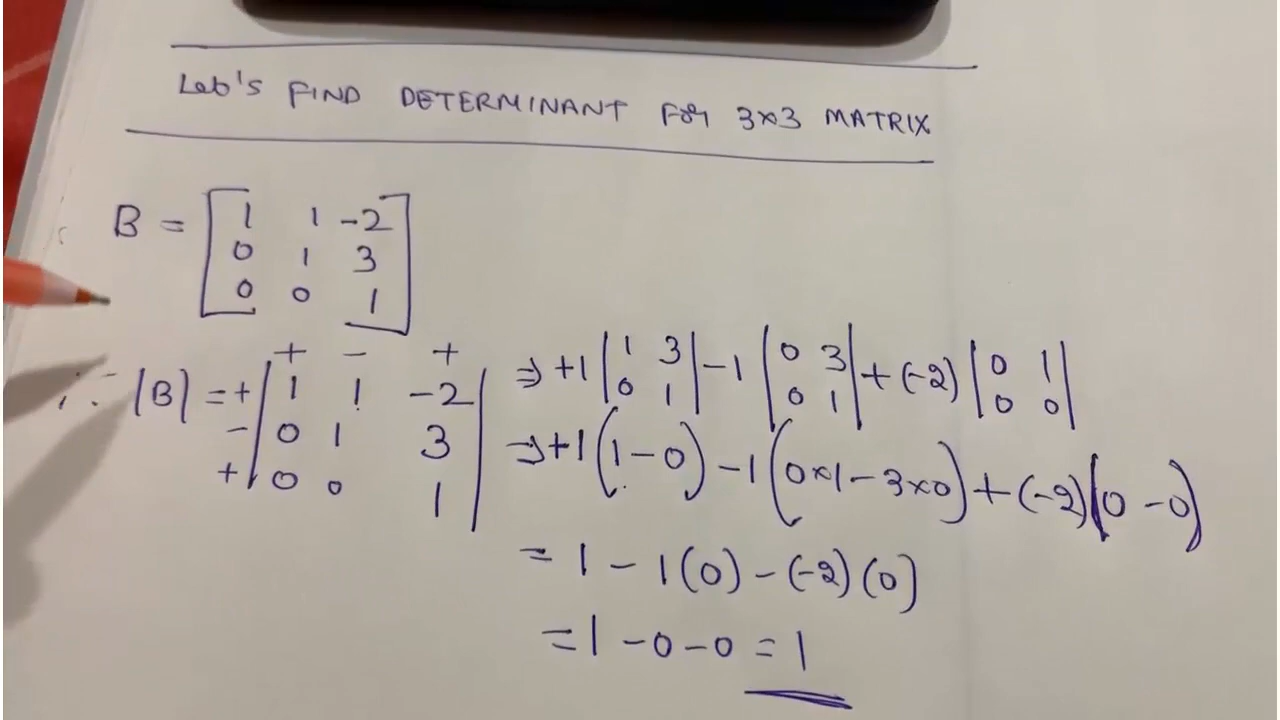 Let's FIND DETERMINANT FOR 3×3 MATRIX
B = [ 1 1 -2
0 1 3
0 0 1 ]
+ - +
∴ |B| = + | 1 1 -2 |
- | 0 1 3 |
+ | 0 0 1 |
⇒ +1 | 1 3 | -1 | 0 3 | + (-2) | 0 1 |
| 0 1 | | 0 1 | | 0 0 |
⇒ +1 (1-0) -1 (0×1 - 3×0) + (-2) (0-0)
= 1 - 1(0) - (-2)(0)
= 1 -0-0 = 1